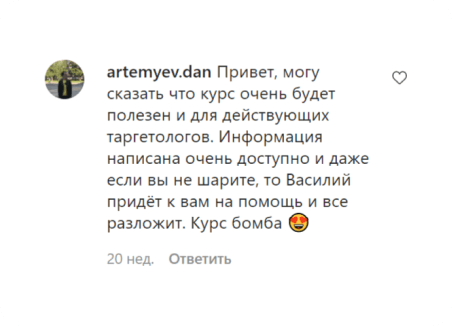 artemyev.dan Привет, могу
сказать что курс очень будет
полезен и для действующих
таргетологов. Информация
написана очень доступно и даже
если вы не шарите, то Василий
придёт к вам на помощь и все
разложит. Курс бомба 😍
20 нед. Ответить